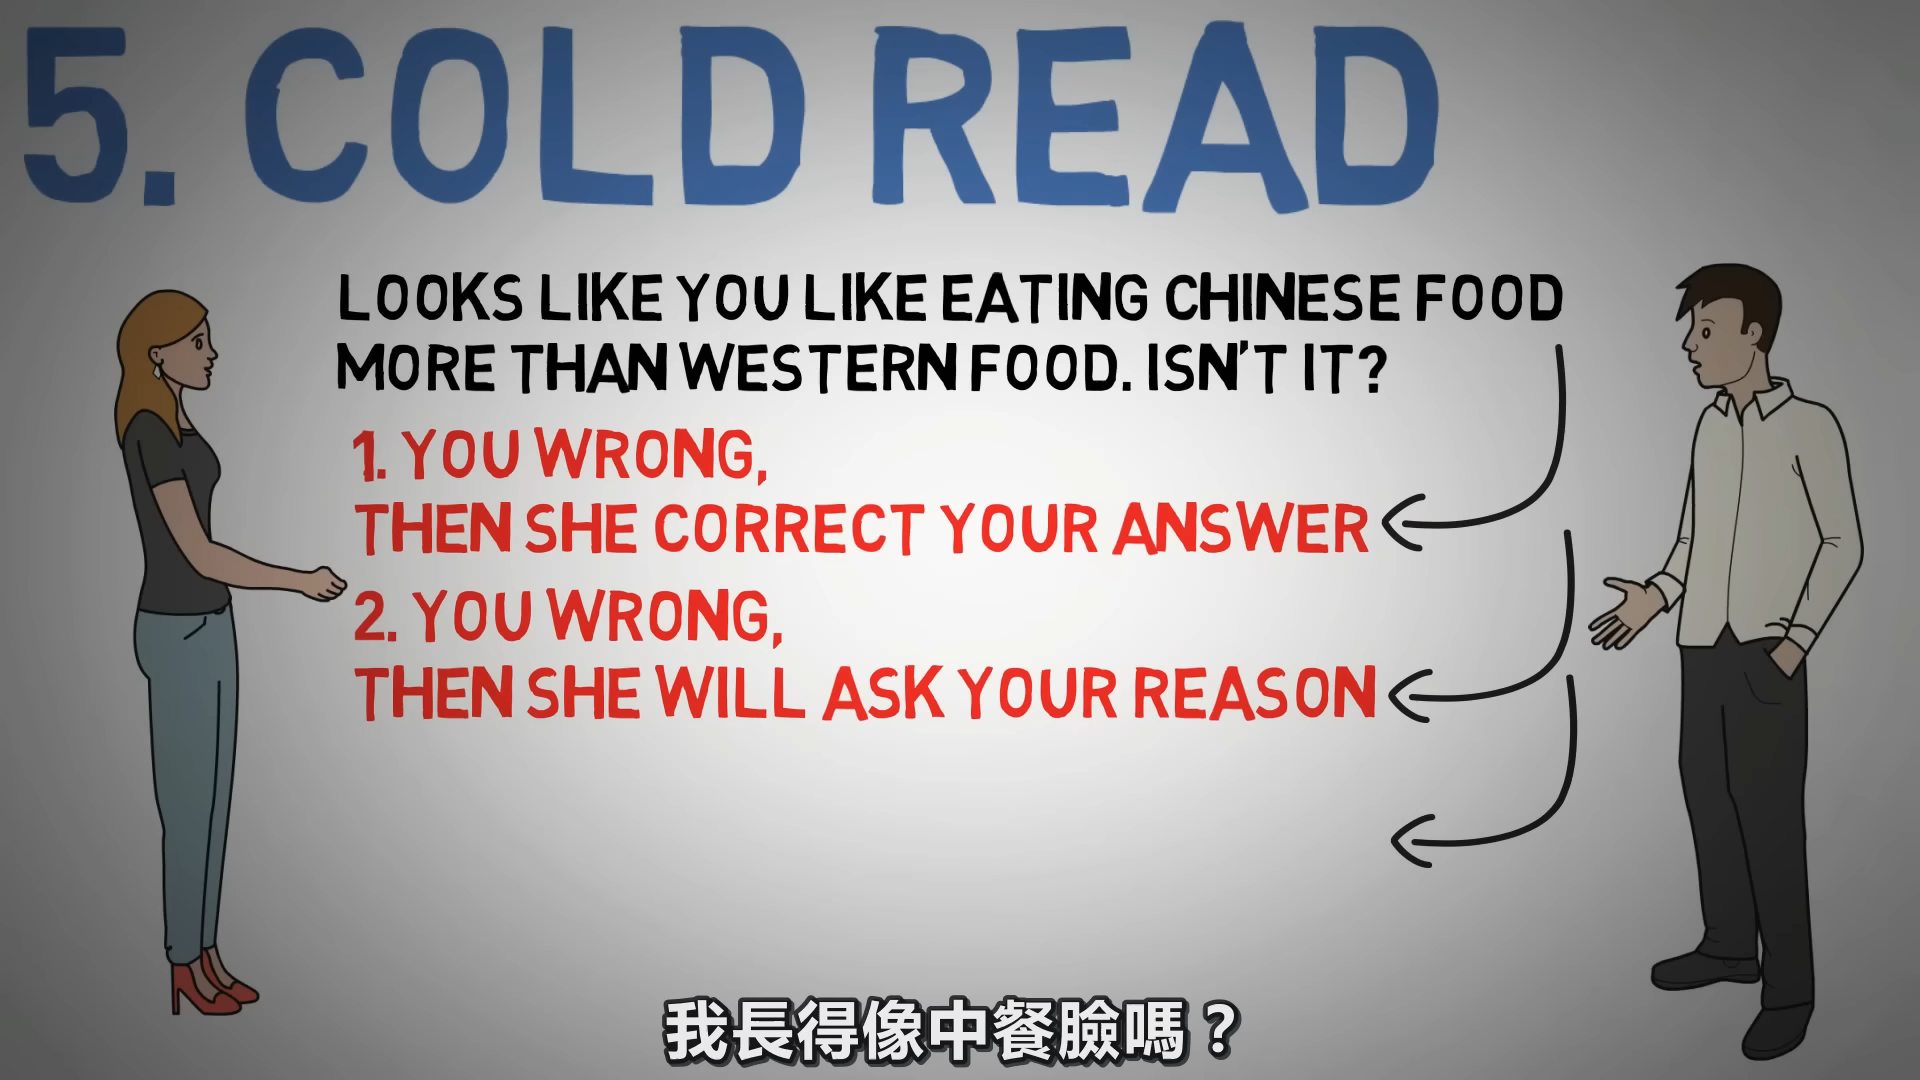 5. COLD READ
LOOKS LIKE YOU LIKE EATING CHINESE FOOD
MORE THAN WESTERN FOOD. ISN'T IT?
1. YOU WRONG,
THEN SHE CORRECT YOUR ANSWER
2. YOU WRONG,
THEN SHE WILL ASK YOUR REASON
我長得像中餐臉嗎？